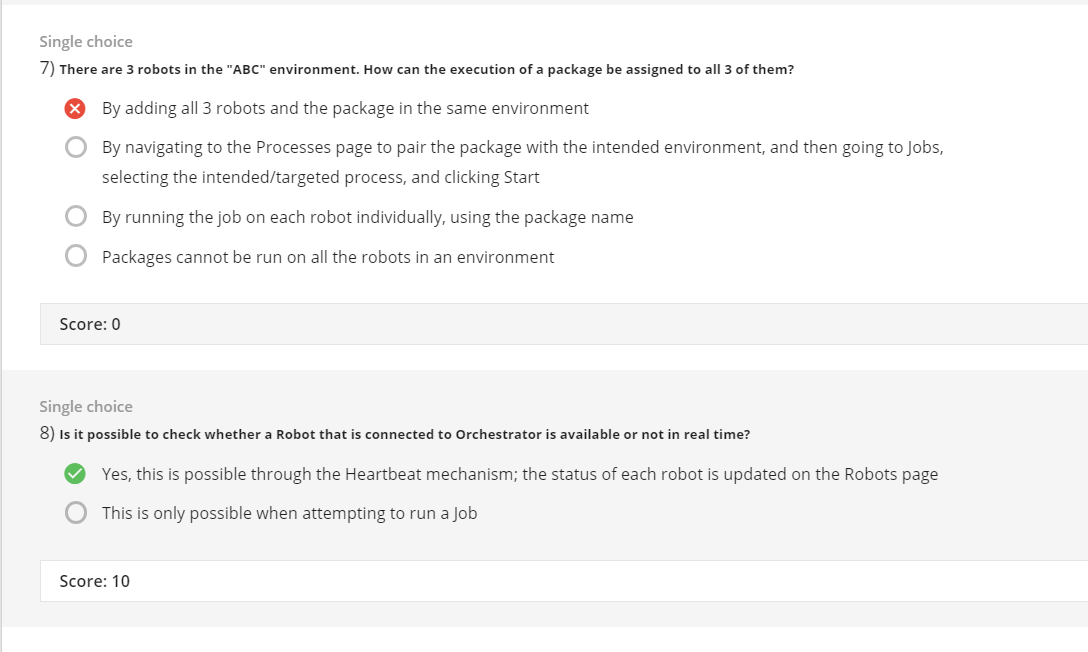 Single choice
7) There are 3 robots in the "ABC" environment. How can the execution of a package be assigned to all 3 of them?
By adding all 3 robots and the package in the same environment
By navigating to the Processes page to pair the package with the intended environment, and then going to Jobs,
selecting the intended/targeted process, and clicking Start
By running the job on each robot individually, using the package name
Packages cannot be run on all the robots in an environment
Score: 0
Single choice
8) Is it possible to check whether a Robot that is connected to Orchestrator is available or not in real time?
Yes, this is possible through the Heartbeat mechanism; the status of each robot is updated on the Robots page
This is only possible when attempting to run a Job
Score: 10